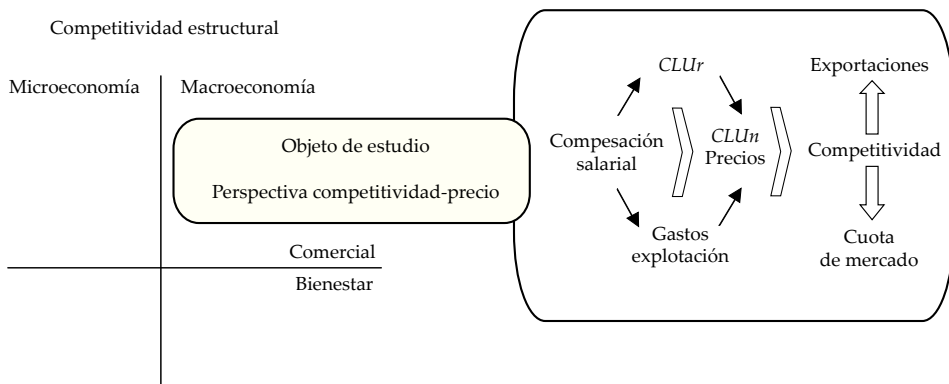 Competitividad estructural
Microeconomía
Macroeconomía
Objeto de estudio
Perspectiva competitividad-precio
Comercial
Bienestar
CLUr
Compesación
salarial
CLUn
Precios
Gastos
explotación
Exportaciones
Competitividad
Cuota
de mercado